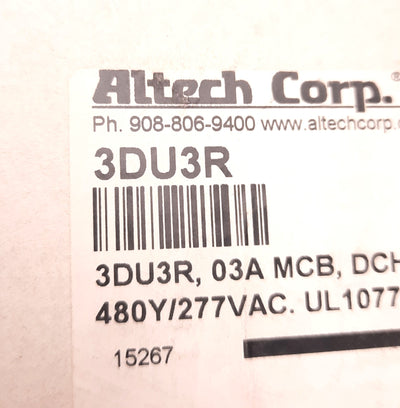 Altech Corp.®
Ph. 908-806-9400 www.altechcorp.c
3DU3R
3DU3R, 03A MCB, DCH
480Y/277VAC. UL1077
15267